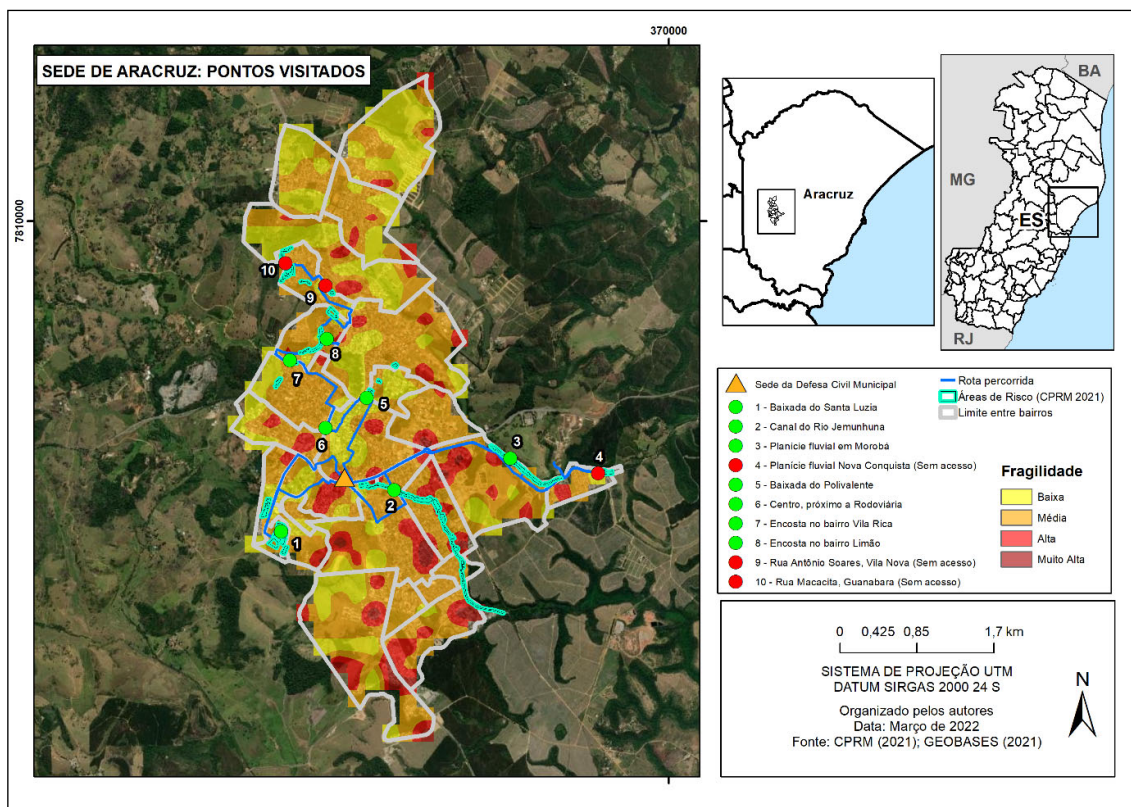 370000
SEDE DE ARACRUZ: PONTOS VISITADOS
7810000
10
9
8
7
5
6
3
4
2
1
Aracruz
BA
MG
ES
RJ
Sede da Defesa Civil Municipal
1 - Baixada do Santa Luzia
2 - Canal do Rio Jemunhuna
3 - Planície fluvial em Morobá
4 - Planície fluvial Nova Conquista (Sem acesso)
5 - Baixada do Polivalente
6 - Centro, próximo a Rodoviária
7 - Encosta no bairro Vila Rica
8 - Encosta no bairro Limão
9 - Rua Antônio Soares, Vila Nova (Sem acesso)
10 - Rua Macacita, Guanabara (Sem acesso)
Rota percorrida
Áreas de Risco (CPRM 2021)
Limite entre bairros
Fragilidade
Baixa
Média
Alta
Muito Alta
0 0,425 0,85 1,7 km
SISTEMA DE PROJEÇÃO UTM
DATUM SIRGAS 2000 24 S
Organizado pelos autores
Data: Março de 2022
Fonte: CPRM (2021); GEOBASES (2021)
N